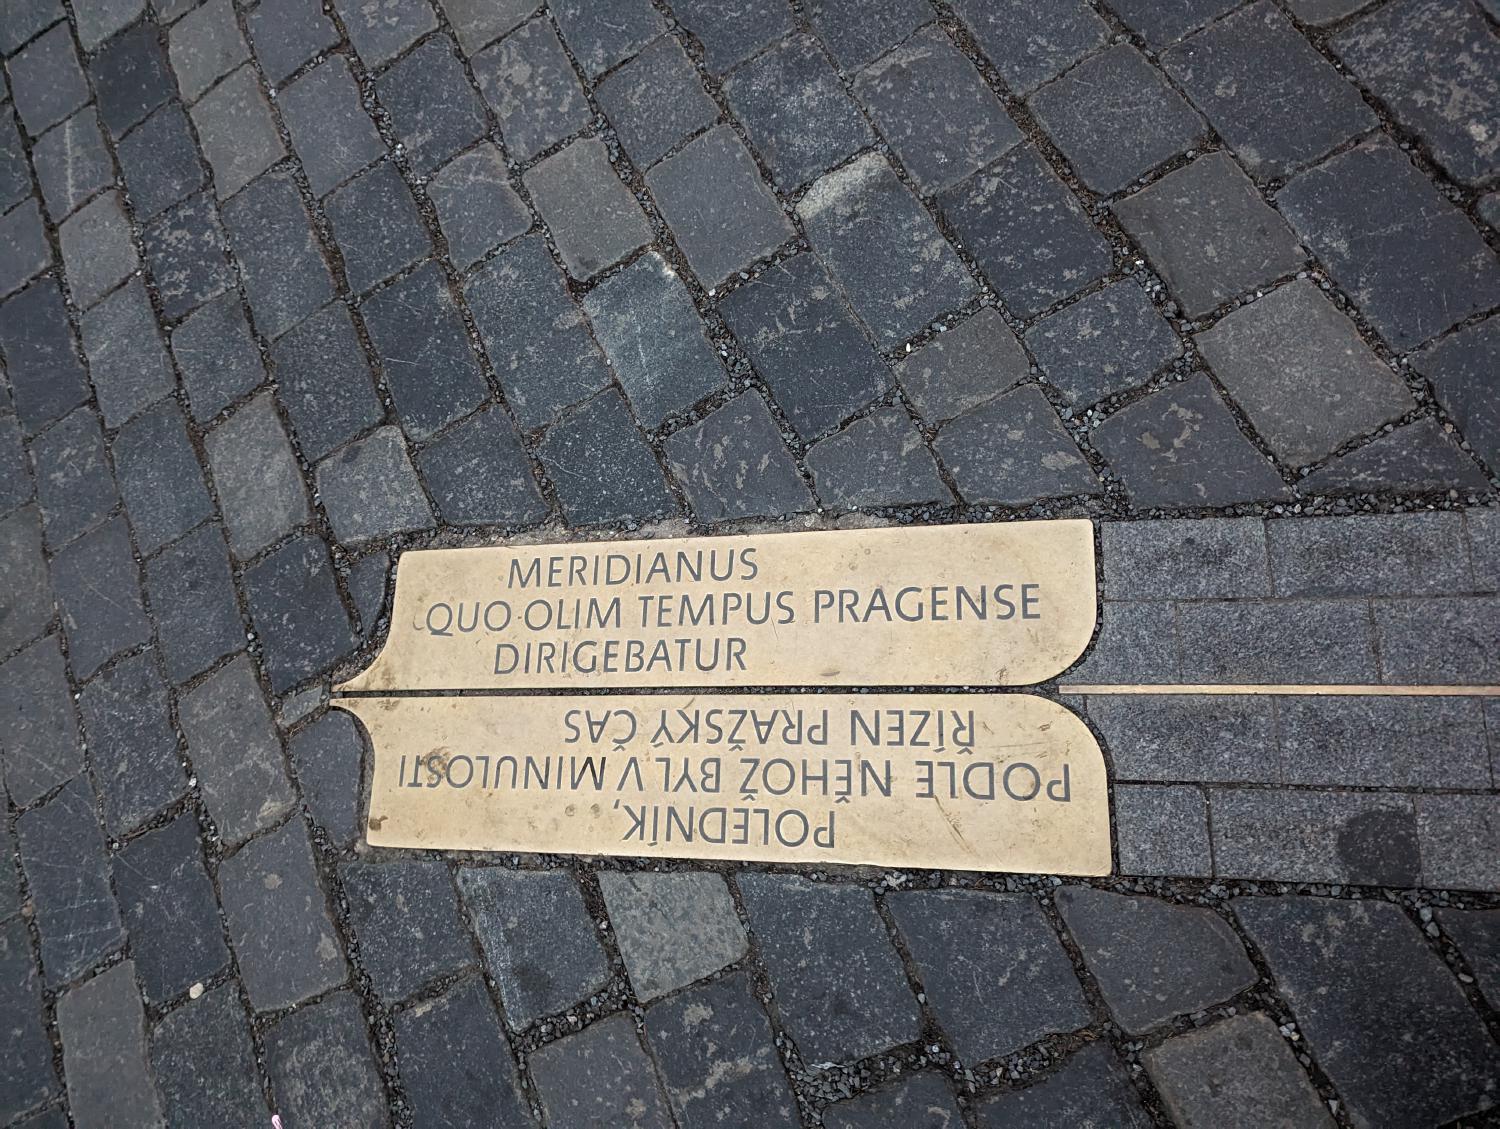 MERIDIANUS
QUO OLIM TEMPUS PRAGENSE
DIRIGEBATUR
POLEDNÍK,
PODLE NĚHOŽ BYL V MINULOSTI
ŘÍZEN PRAŽSKÝ ČAS